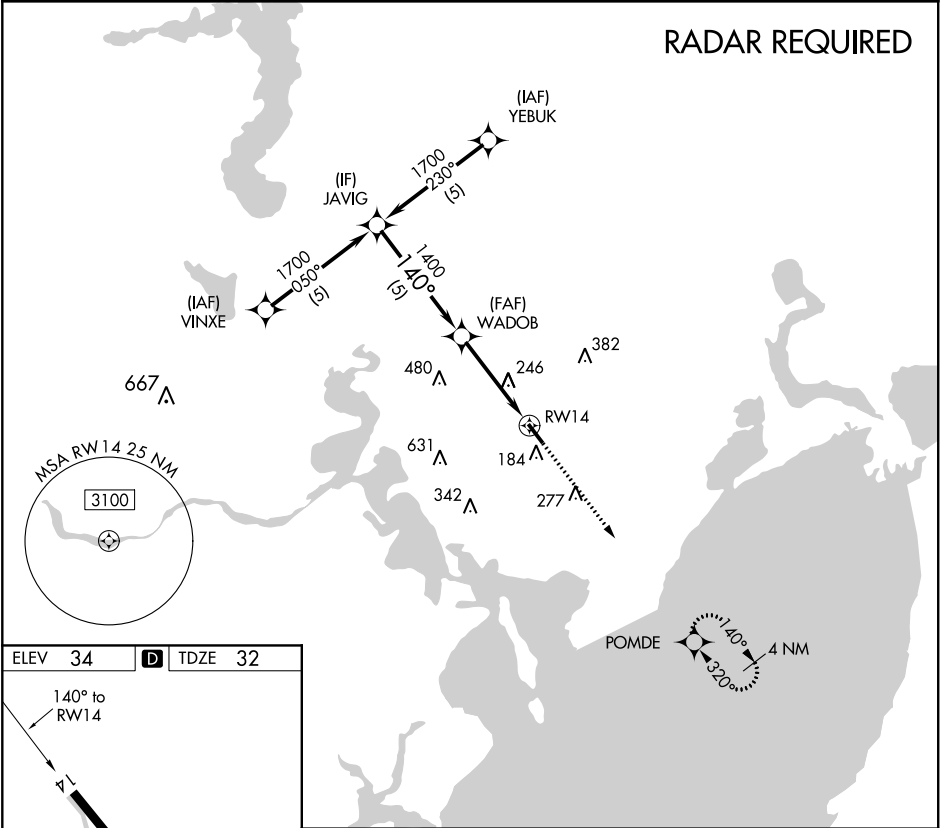 RADAR REQUIRED
(IAF)
YEBUK
1700
230°
(5)
(IF)
JAVIG
1700
050°
(5)
(IAF)
VINXE
1400
140°
(5)
(FAF)
WADOB
382
480
246
667
RW14
631
184
MSA RW14 25 NM
3100
342
277
POMDE
140°
4 NM
320°
ELEV 34 D TDZE 32
140° to
RW14
14